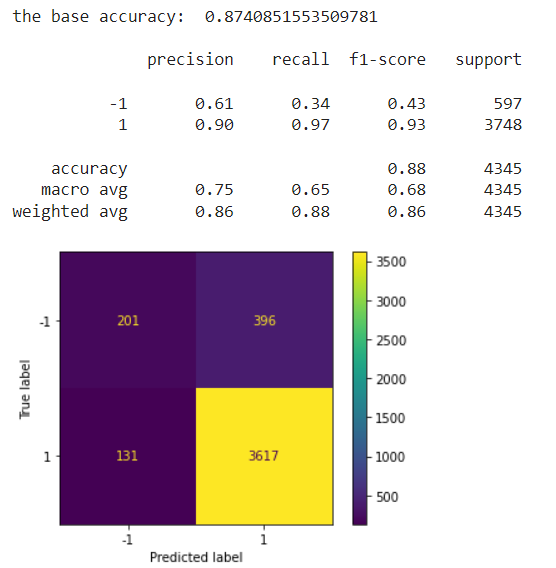 the base accuracy:  0.8740851553509781
precision    recall  f1-score   support
-1       0.61      0.34      0.43       597
1       0.90      0.97      0.93      3748
accuracy                           0.88      4345
macro avg       0.75      0.65      0.68      4345
weighted avg       0.86      0.88      0.86      4345
3500
3000
2500
2000
1500
1000
500
-1
201
396
1
131
3617
True label
-1
1
Predicted label